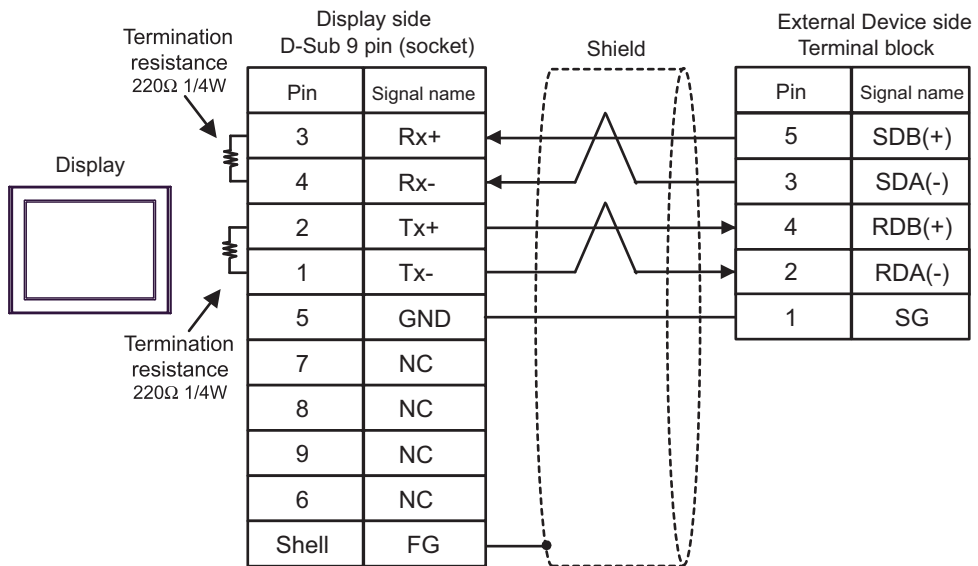 Display side
D-Sub 9 pin (socket)
External Device side
Terminal block
Shield
Termination
resistance
220Ω 1/4W
Display
Termination
resistance
220Ω 1/4W
Pin Signal name
3 Rx+
4 Rx-
2 Tx+
1 Tx-
5 GND
7 NC
8 NC
9 NC
6 NC
Shell FG
Pin Signal name
5 SDB(+)
3 SDA(-)
4 RDB(+)
2 RDA(-)
1 SG